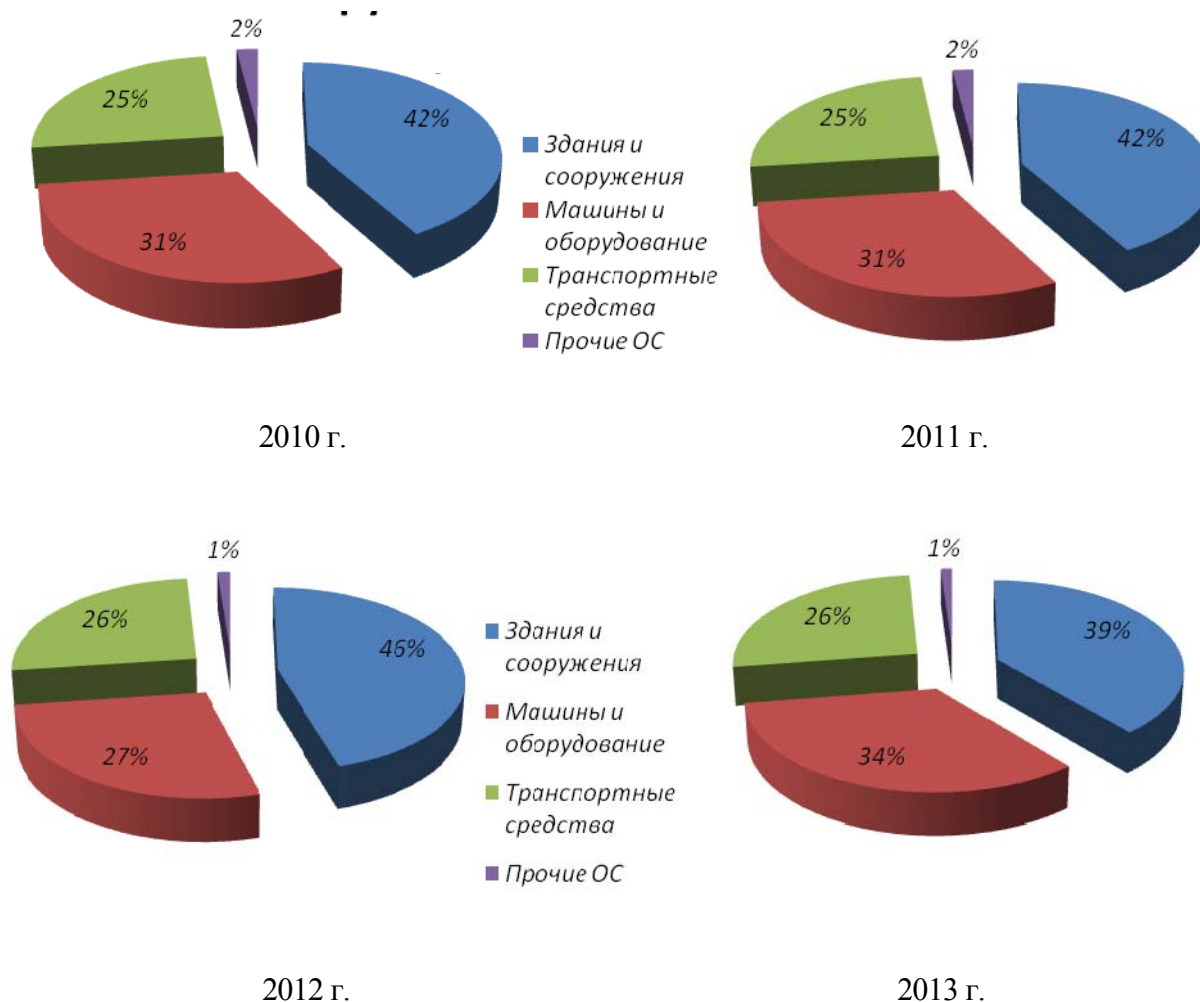 2%
25%
42%
31%
Здания и
сооружения
Машины и
оборудование
Транспортные
средства
Прочие ОС
2%
25%
42%
31%
2010 г.
2011 г.
1%
26%
46%
27%
Здания и
сооружения
Машины и
оборудование
Транспортные
средства
Прочие ОС
1%
26%
39%
34%
2012 г.
2013 г.